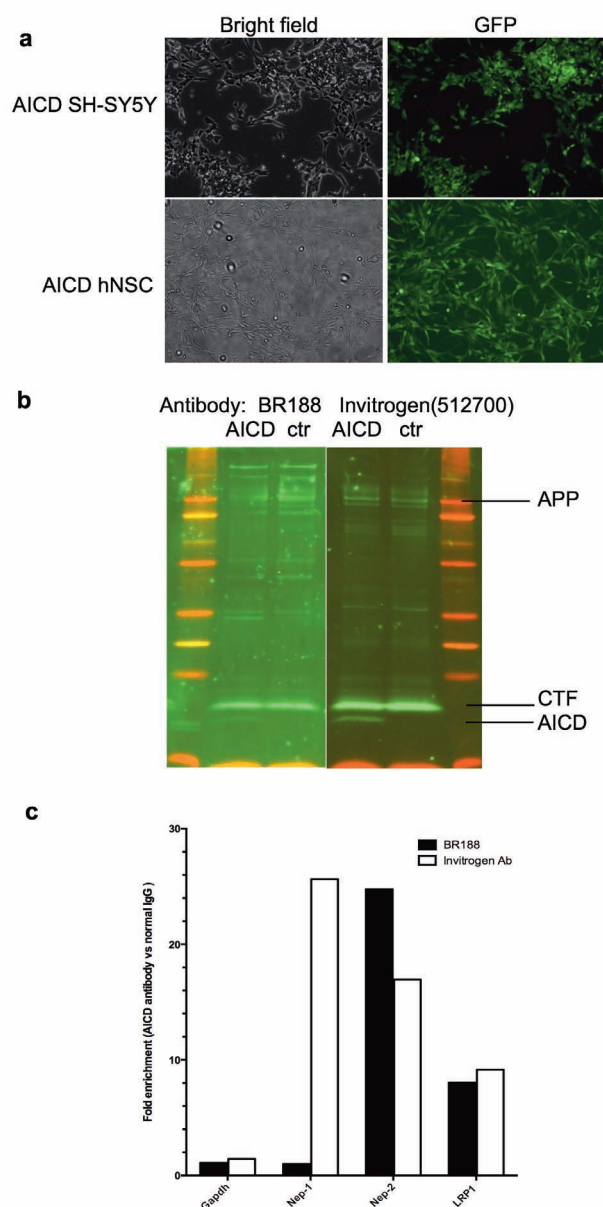 a
Bright field GFP
AICD SH-SY5Y
AICD hNSC
b
Antibody: BR188 Invitrogen(512700)
AICD ctr AICD ctr
APP
CTF
AICD
c
30
BR188
Invitrogen Ab
20
10
0
Fold enrichment (AICD antibody vs normal IgG )
Gapdh Nep-1 Nep-2 LRP1